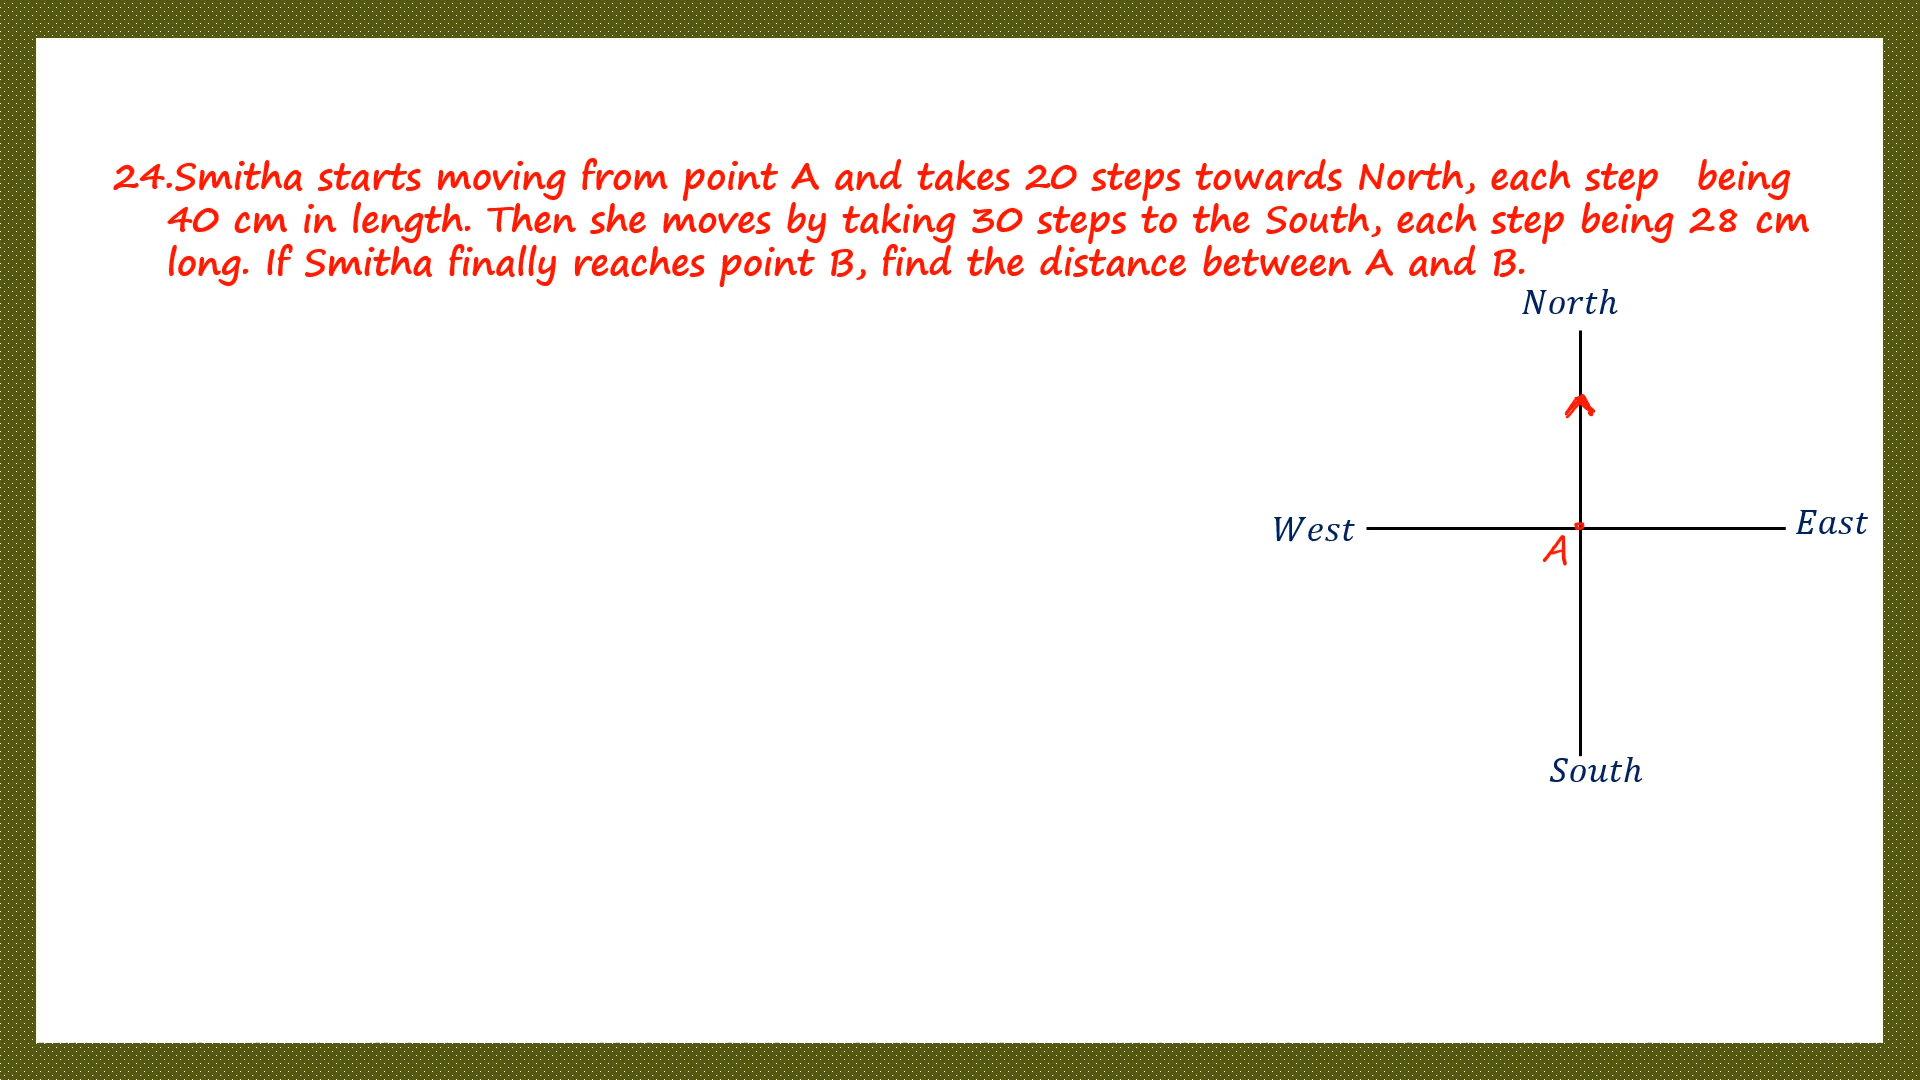 24.Smitha starts moving from point A and takes 20 steps towards North, each step being
40 cm in length. Then she moves by taking 30 steps to the South, each step being 28 cm
long. If Smitha finally reaches point B, find the distance between A and B.
North
West
East
A
South